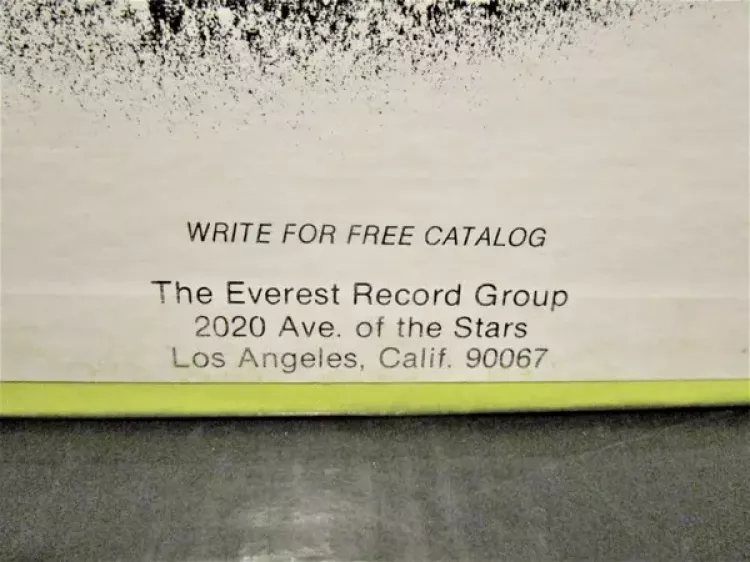 WRITE FOR FREE CATALOG
The Everest Record Group
2020 Ave. of the Stars
Los Angeles, Calif. 90067